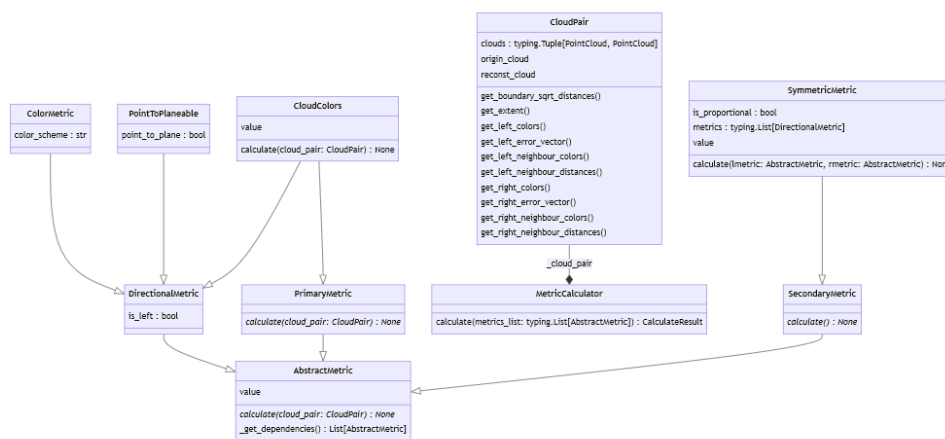 CloudPair
clouds : typing.Tuple[PointCloud, PointCloud]
origin_cloud
reconst_cloud
get_boundary_sqrt_distances()
get_extent()
get_left_colors()
get_left_error_vector()
get_left_neighbour_colors()
get_left_neighbour_distances()
get_right_colors()
get_right_error_vector()
get_right_neighbour_colors()
get_right_neighbour_distances()
ColorMetric
color_scheme : str
PointToPlaneable
point_to_plane : bool
CloudColors
value
calculate(cloud_pair: CloudPair) : None
SymmetricMetric
is_proportional : bool
metrics : typing.List[DirectionalMetric]
value
calculate(lmetric: AbstractMetric, rmetric: AbstractMetric) : Non
_cloud_pair
DirectionalMetric
is_left : bool
PrimaryMetric
calculate(cloud_pair: CloudPair) : None
MetricCalculator
calculate(metrics_list: typing.List[AbstractMetric]) : CalculateResult
SecondaryMetric
calculate() : None
AbstractMetric
value
calculate(cloud_pair: CloudPair) : None
_get_dependencies() : List[AbstractMetric]